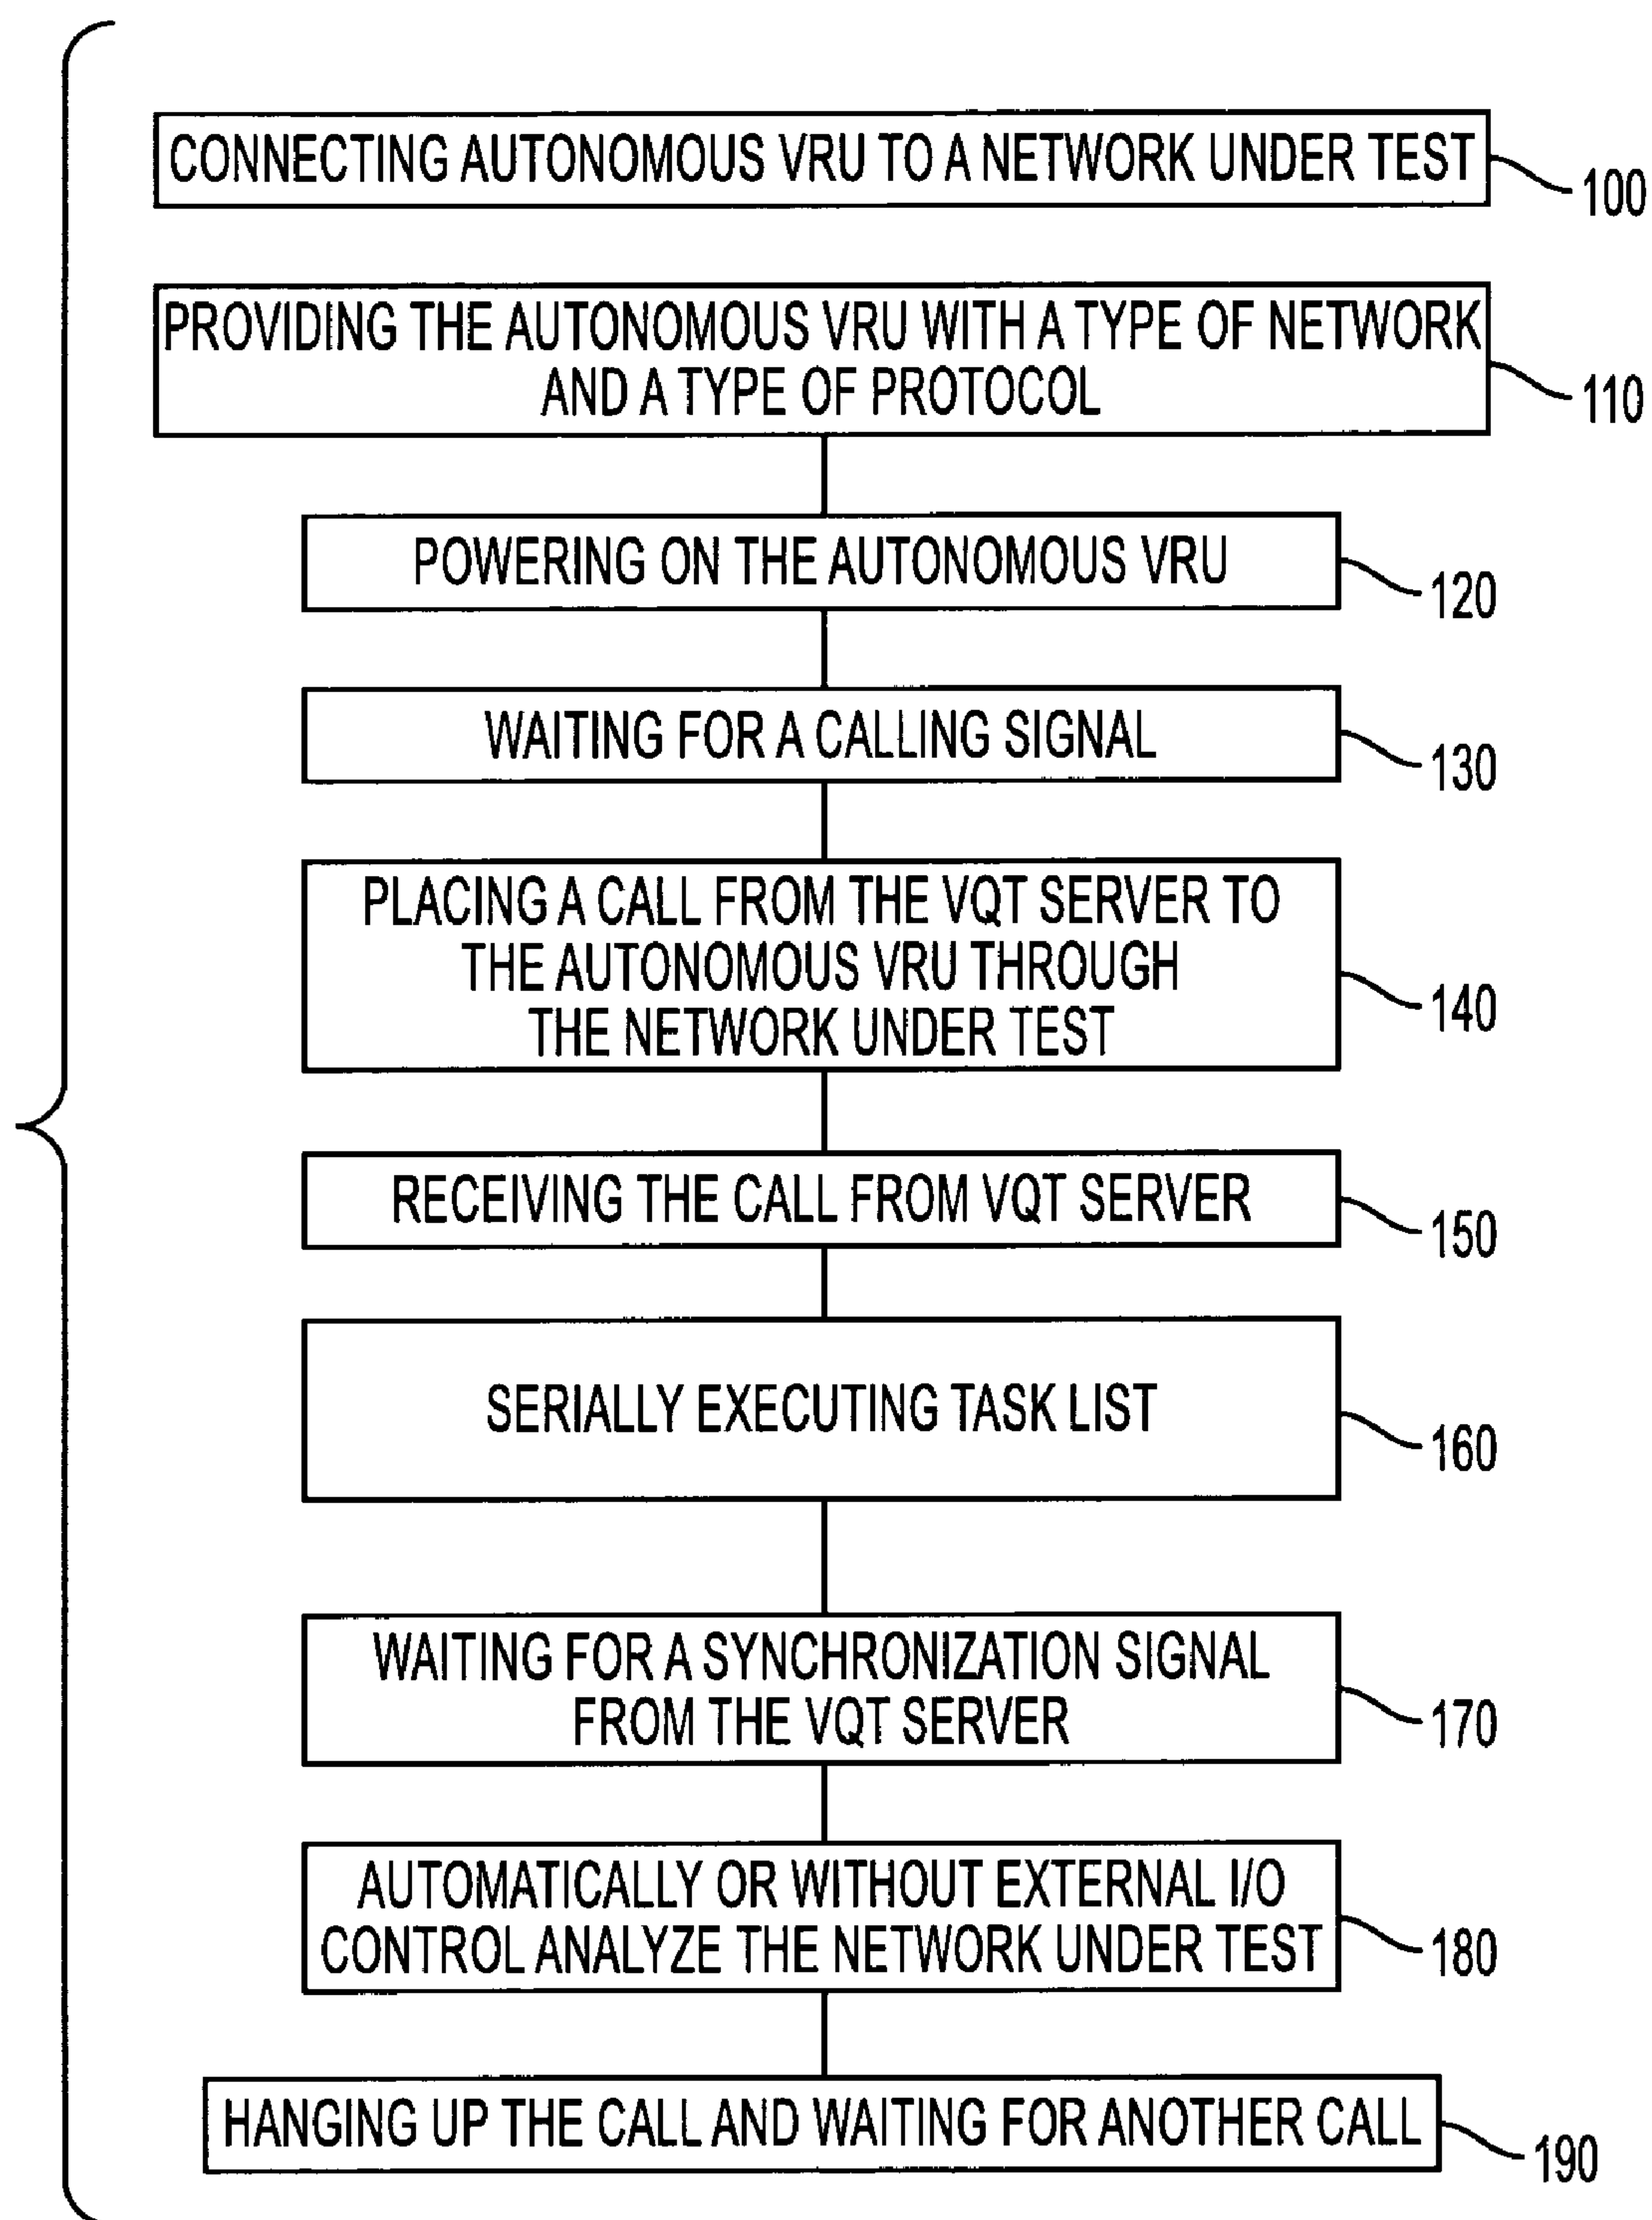 CONNECTING AUTONOMOUS VRU TO A NETWORK UNDER TEST
100
PROVIDING THE AUTONOMOUS VRU WITH A TYPE OF NETWORK
AND A TYPE OF PROTOCOL
110
POWERING ON THE AUTONOMOUS VRU
120
WAITING FOR A CALLING SIGNAL
130
PLACING A CALL FROM THE VQT SERVER TO
THE AUTONOMOUS VRU THROUGH
THE NETWORK UNDER TEST
140
RECEIVING THE CALL FROM VQT SERVER
150
SERIALLY EXECUTING TASK LIST
160
WAITING FOR A SYNCHRONIZATION SIGNAL
FROM THE VQT SERVER
170
AUTOMATICALLY OR WITHOUT EXTERNAL I/O
CONTROL ANALYZE THE NETWORK UNDER TEST
180
HANGING UP THE CALL AND WAITING FOR ANOTHER CALL
190